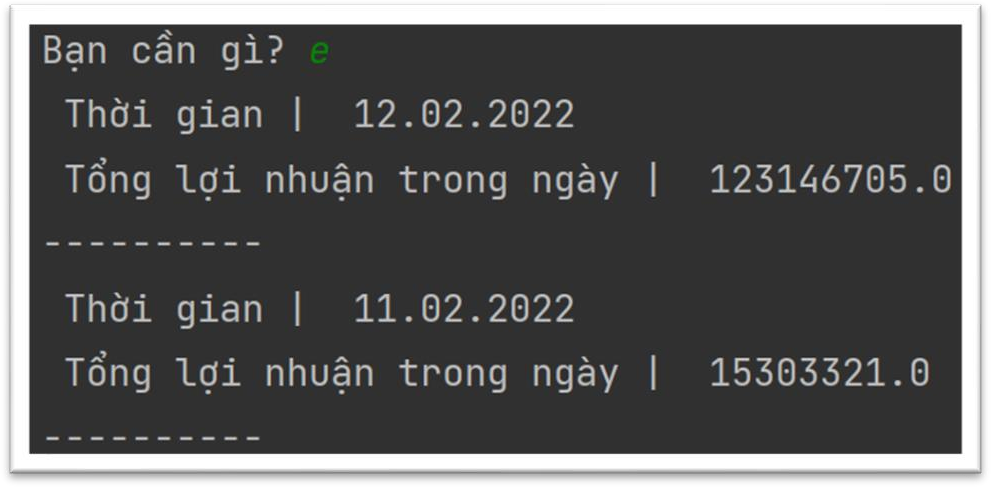 Bạn cần gì? e
Thời gian | 12.02.2022
Tổng lợi nhuận trong ngày | 123146705.0
----------
Thời gian | 11.02.2022
Tổng lợi nhuận trong ngày | 15303321.0
----------